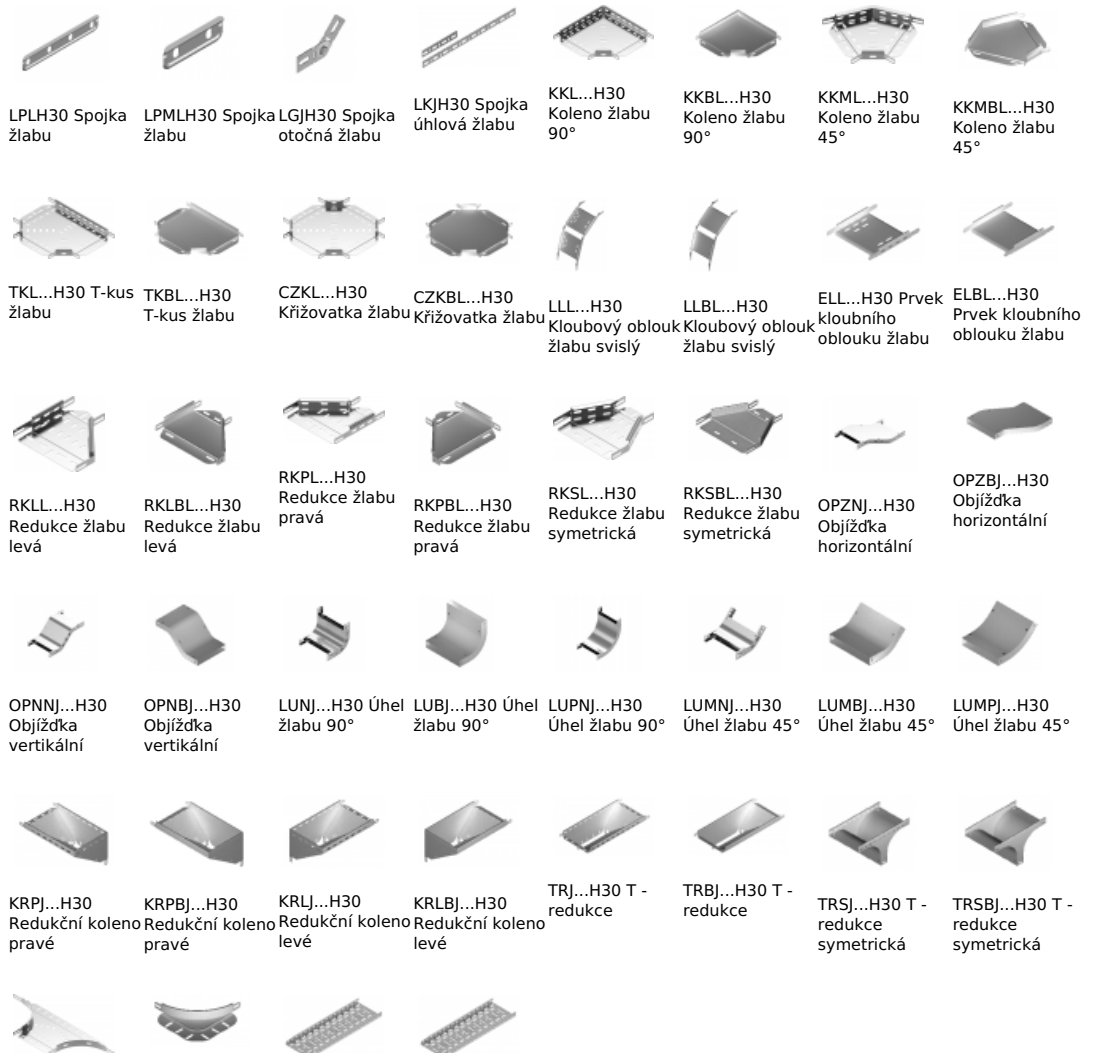 LPLH30 Spojka
žlabu
LPMLH30 Spojka
žlabu
LGJH30 Spojka
otočná žlabu
LKJH30 Spojka
úhlová žlabu
KKL...H30
Koleno žlabu
90°
KKBL...H30
Koleno žlabu
90°
KKML...H30
Koleno žlabu
45°
KKMBL...H30
Koleno žlabu
45°
TKL...H30 T-kus
žlabu
TKBL...H30
T-kus žlabu
CZKL...H30
Křižovatka žlabu
CZKBL...H30
Křižovatka žlabu
LLL...H30
Kloubový oblouk
žlabu svislý
LLBL...H30
Kloubový oblouk
žlabu svislý
ELL...H30 Prvek
kloubního
oblouku žlabu
ELBL...H30
Prvek kloubního
oblouku žlabu
RKLL...H30
Redukce žlabu
levá
RKLBL...H30
Redukce žlabu
levá
RKPL...H30
Redukce žlabu
pravá
RKPBL...H30
Redukce žlabu
pravá
RKSL...H30
Redukce žlabu
symetrická
RKSBL...H30
Redukce žlabu
symetrická
OPZNJ...H30
Objížďka
horizontální
OPZBJ...H30
Objížďka
horizontální
OPNNJ...H30
Objížďka
vertikální
OPNBJ...H30
Objížďka
vertikální
LUNJ...H30 Úhel
žlabu 90°
LUBJ...H30 Úhel
žlabu 90°
LUPNJ...H30
Úhel žlabu 90°
LUMNJ...H30
Úhel žlabu 45°
LUMBJ...H30
Úhel žlabu 45°
LUMPJ...H30
Úhel žlabu 45°
KRPJ...H30
Redukční koleno
pravé
KRPBJ...H30
Redukční koleno
pravé
KRLJ...H30
Redukční koleno
levé
KRLBJ...H30
Redukční koleno
levé
TRJ...H30 T -
redukce
TRBJ...H30 T -
redukce
TRSJ...H30 T -
redukce
symetrická
TRSBJ...H30 T -
redukce
symetrická